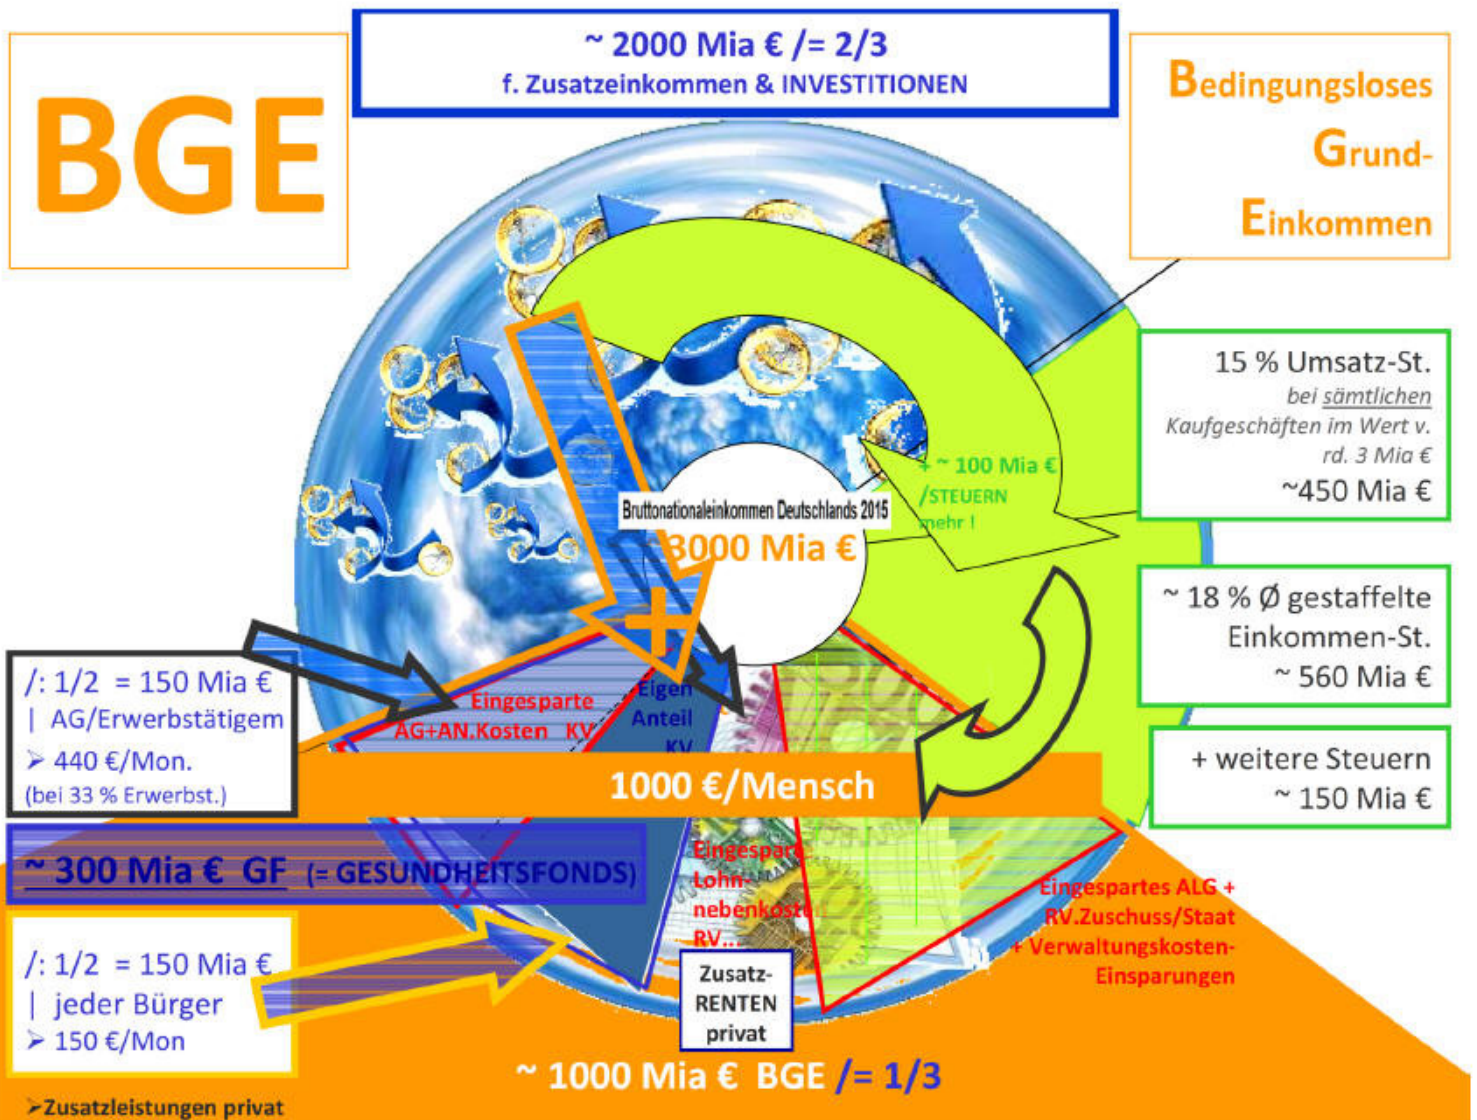 ~ 2000 Mia € /= 2/3
f. Zusatzeinkommen & INVESTITIONEN
BGE
Bedingungsloses
Grund-
Einkommen
15 % Umsatz-St.
bei sämtlichen
Kaufgeschäften im Wert v.
rd. 3 Mia €
~450 Mia €
+ ~ 100 Mia €
/STEUERN
mehr !
Bruttonationaleinkommen Deutschlands 2015
3000 Mia €
~ 18 % Ø gestaffelte
Einkommen-St.
~ 560 Mia €
+ weitere Steuern
~ 150 Mia €
+
/: 1/2 = 150 Mia €
| AG/Erwerbstätigem
➢ 440 €/Mon.
(bei 33 % Erwerbst.)
Eingesparte
AG+AN.Kosten KV
Eigen
Anteil
KV
1000 €/Mensch
~ 300 Mia € GF (= GESUNDHEITSFONDS)
Eingespart
Lohn-
nebenkosten
RV...
Eingespartes ALG +
RV.Zuschuss/Staat
+ Verwaltungskosten-
Einsparungen
/: 1/2 = 150 Mia €
| jeder Bürger
➢ 150 €/Mon
Zusatz-
RENTEN
privat
~ 1000 Mia € BGE /= 1/3
➢Zusatzleistungen privat